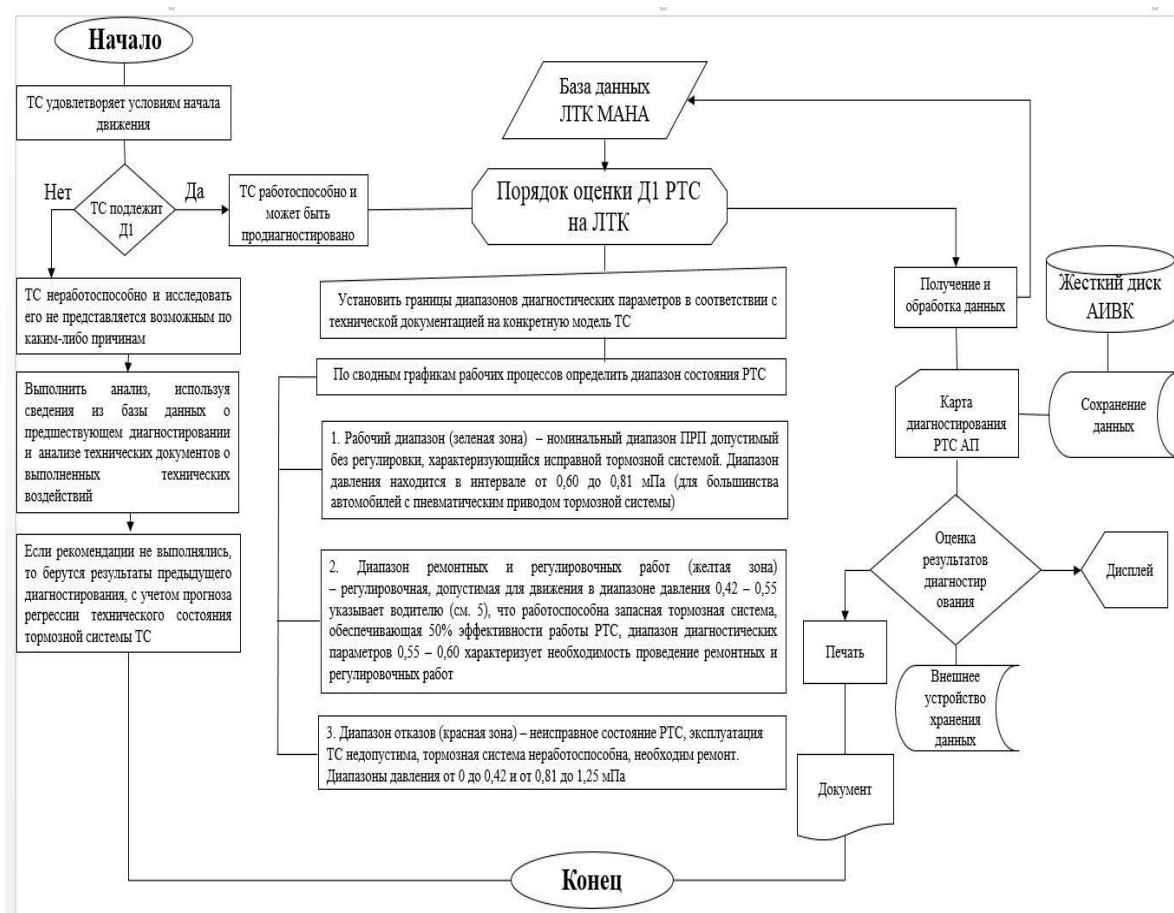 Начало
ТС удовлетворяет условиям начала
движения
Нет
Да
ТС подлежит
Д1
ТС работоспособно и
может быть
продиагностировано
База данных
ЛТК МАНА
Порядок оценки Д1 РТС
на ЛТК
ТС неработоспособно и исследовать
его не представляется возможным по
каким-либо причинам
Выполнить анализ, используя
сведения из базы данных о
предшествующем диагностировании
и анализе технических документов о
выполненных технических
воздействий
Если рекомендации не выполнялись,
то берутся результаты предыдущего
диагностирования, с учетом прогноза
регрессии технического состояния
тормозной системы ТС
Установить границы диапазонов диагностических параметров в соответствии с
технической документацией на конкретную модель ТС
По сводным графикам рабочих процессов определить диапазон состояния РТС
1. Рабочий диапазон (зеленая зона) – номинальный диапазон ПРП допустимый
без регулировки, характеризующийся исправной тормозной системой. Диапазон
давления находится в интервале от 0,60 до 0,81 мПа (для большинства
автомобилей с пневматическим приводом тормозной системы)
2. Диапазон ремонтных и регулировочных работ (желтая зона)
– регулировочная, допустимая для движения в диапазоне давления 0,42 – 0,55
указывает водителю (см. 5), что работоспособна запасная тормозная система,
обеспечивающая 50% эффективности работы РТС, диапазон диагностических
параметров 0,55 – 0,60 характеризует необходимость проведение ремонтных и
регулировочных работ
3. Диапазон отказов (красная зона) – неисправное состояние РТС, эксплуатация
ТС недопустима, тормозная система неработоспособна, необходим ремонт.
Диапазоны давления от 0 до 0,42 и от 0,81 до 1,25 мПа
Получение и
обработка данных
Жесткий диск
АИВК
Карта
диагностирования
РТС АП
Сохранение
данных
Оценка
результатов
диагностир
ования
Дисплей
Печать
Внешнее
устройство
хранения
данных
Документ
Конец